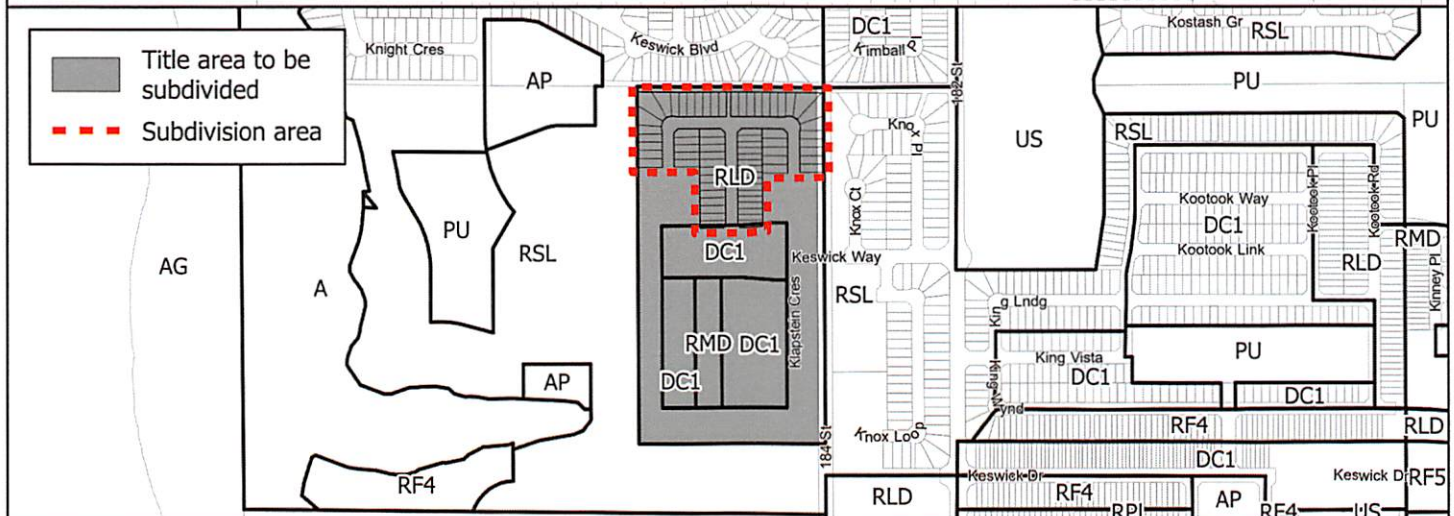 Title area to be
subdivided
Subdivision area
Knight Cres
Keswick Blvd
DC1
Kimball Pl
Kostash Gr
RSL
AP
182 St
PU
PU
US
RSL
Knox Pl
RLD
Kootook Way
DC1
Kootook Link
Kootook Pl
Kootook Rd
RMD
RLD
Kinney Pl
PU
RSL
AG
A
DC1
Keswick Way
Knox Ct
Klapstein Cres
RSL
King Lndg
RMD
DC1
DC1
King Vista
DC1
PU
King Wynd
AP
DC1
Knox Loop
184 St
RF4
RLD
DC1
RF4
Keswick Dr
Keswick Dr
RF5
RLD
RF4
AP
RPL
RF4
US